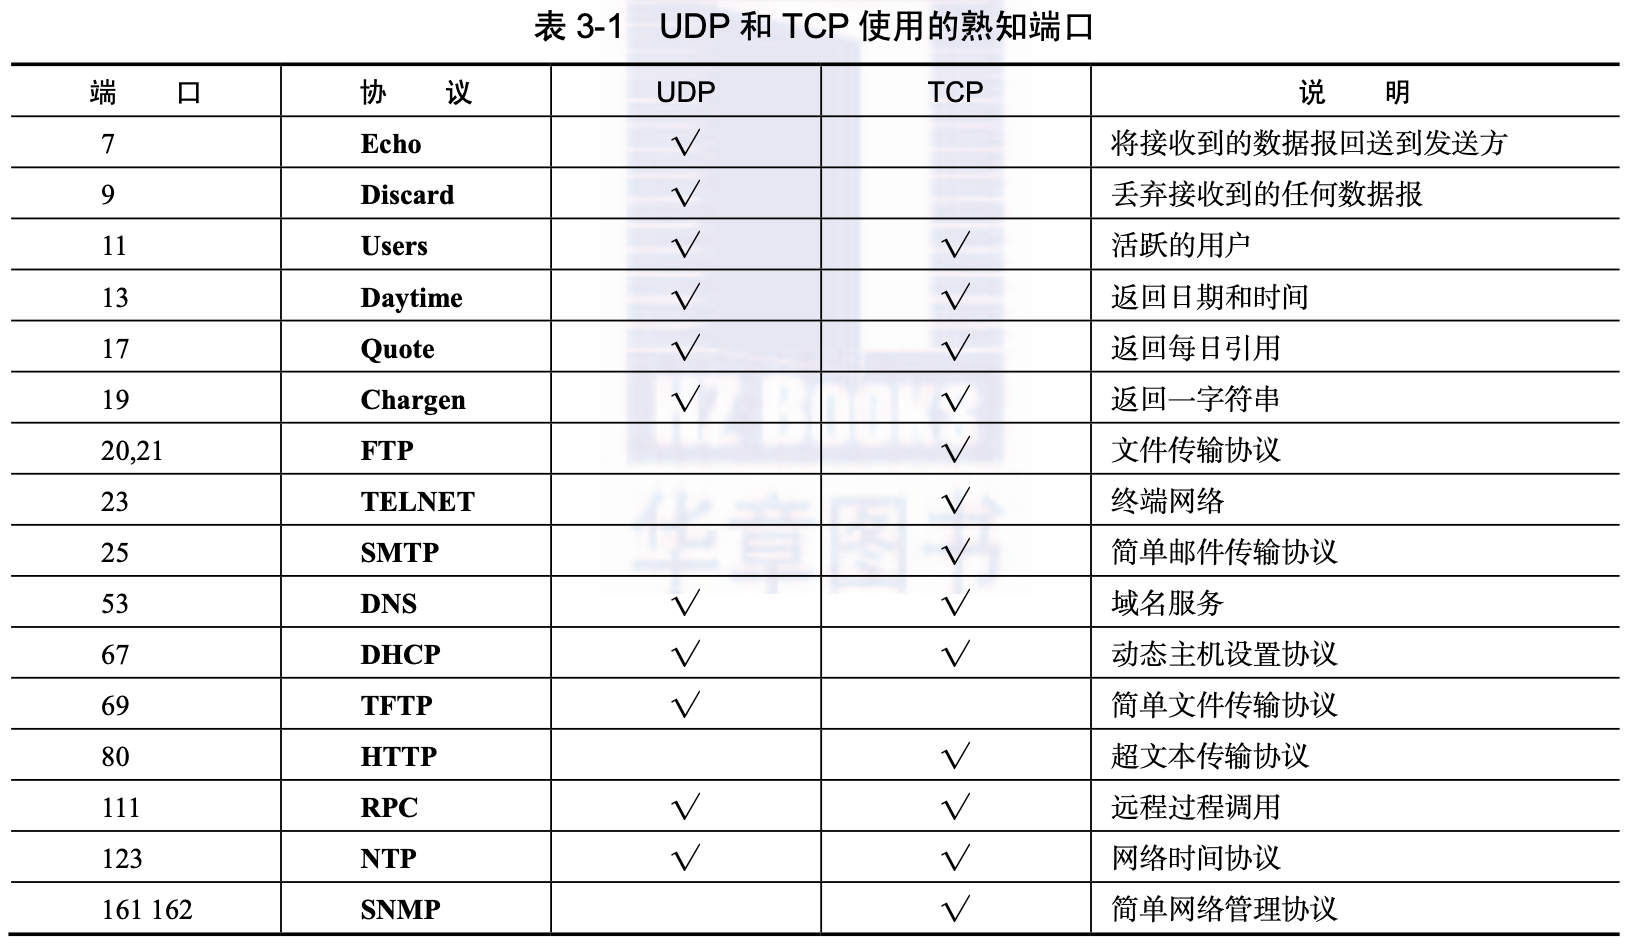 表 3-1 UDP 和 TCP 使用的熟知端口
端 口 协 议 UDP TCP 说 明
7 Echo √ 将接收到的数据报回送到发送方
9 Discard √ 丢弃接收到的任何数据报
11 Users √ √ 活跃的用户
13 Daytime √ √ 返回日期和时间
17 Quote √ √ 返回每日引用
19 Chargen √ √ 返回一字符串
20,21 FTP √ 文件传输协议
23 TELNET √ 终端网络
25 SMTP √ 简单邮件传输协议
53 DNS √ √ 域名服务
67 DHCP √ √ 动态主机设置协议
69 TFTP √ 简单文件传输协议
80 HTTP √ 超文本传输协议
111 RPC √ √ 远程过程调用
123 NTP √ √ 网络时间协议
161 162 SNMP √ 简单网络管理协议
HZ BOOKS
华章图书